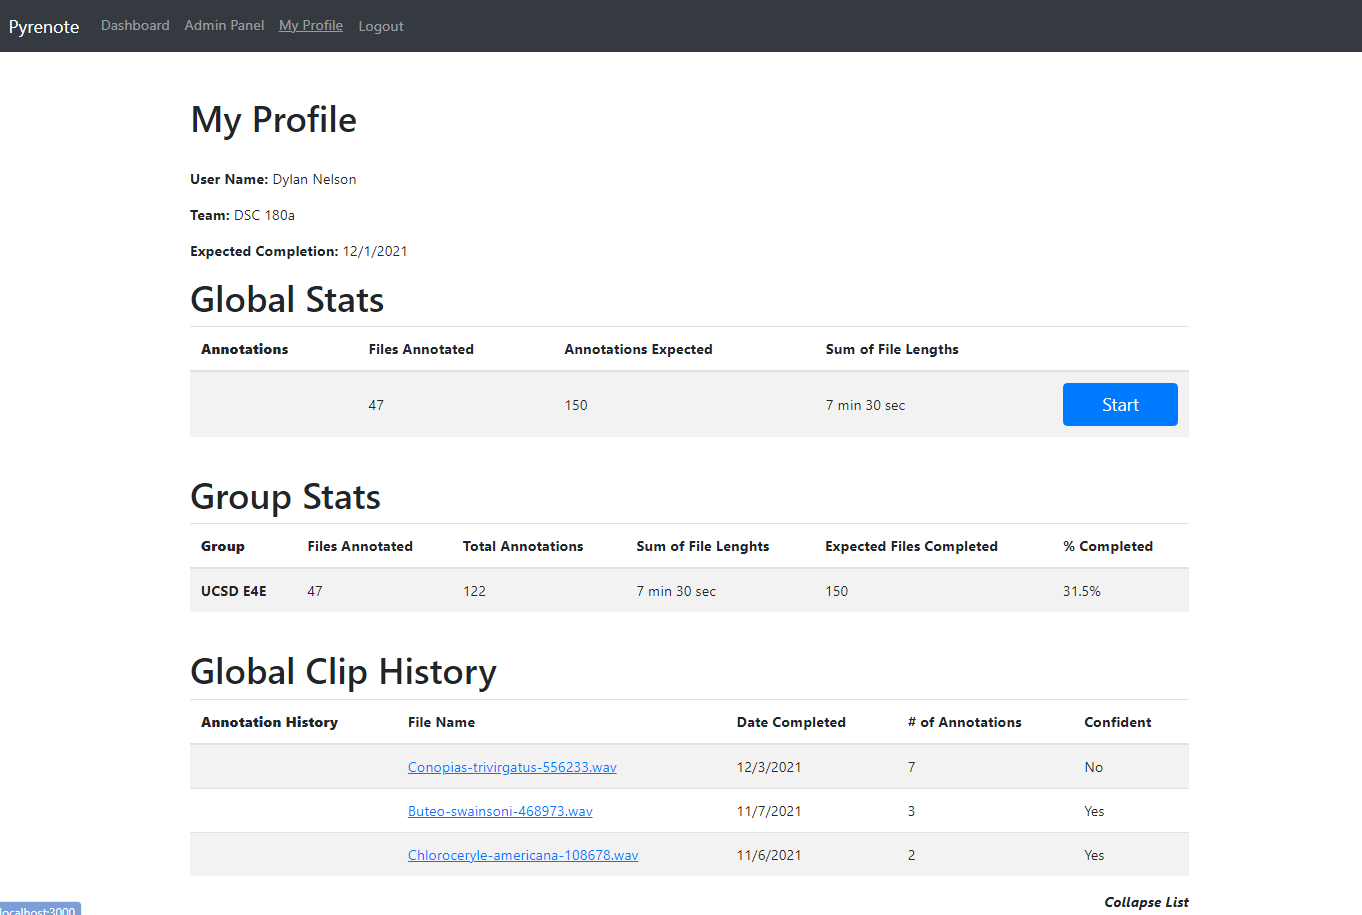 Pyrenote Dashboard Admin Panel My Profile Logout
My Profile
User Name: Dylan Nelson
Team: DSC 180a
Expected Completion: 12/1/2021
Global Stats
Annotations Files Annotated Annotations Expected Sum of File Lengths
47 150 7 min 30 sec Start
Group Stats
Group Files Annotated Total Annotations Sum of File Lenghts Expected Files Completed % Completed
UCSD E4E 47 122 7 min 30 sec 150 31.5%
Global Clip History
Annotation History File Name Date Completed # of Annotations Confident
Conopias-trivirgatus-556233.wav 12/3/2021 7 No
Buteo-swainsoni-468973.wav 11/7/2021 3 Yes
Chloroceryle-americana-108678.wav 11/6/2021 2 Yes
Collapse List
localhost:3000